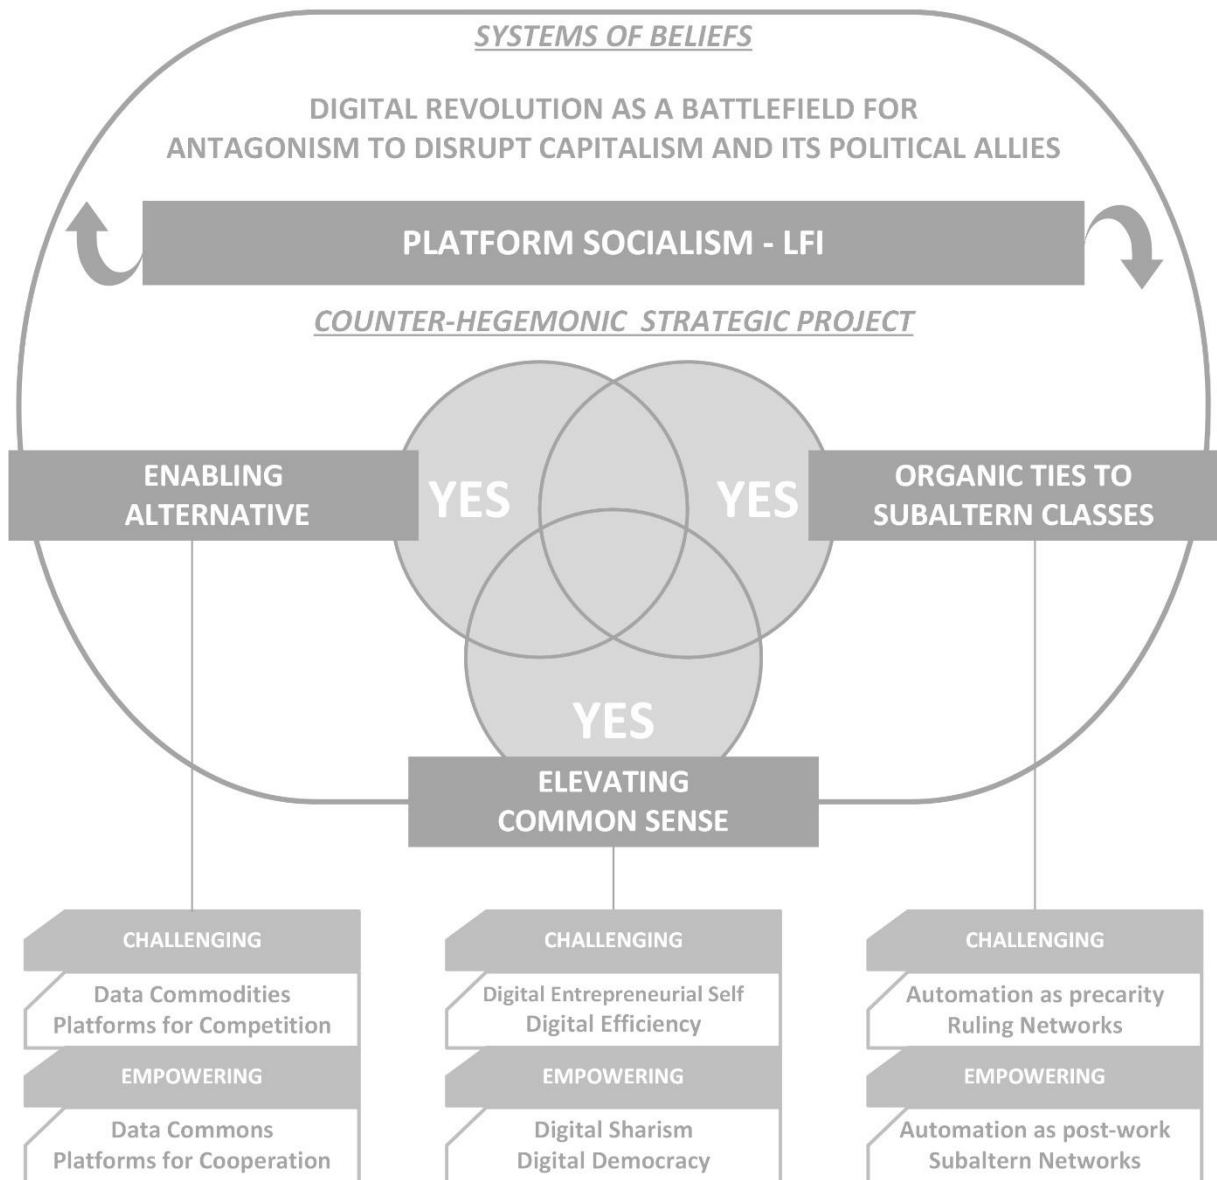 SYSTEMS OF BELIEFS
DIGITAL REVOLUTION AS A BATTLEFIELD FOR
ANTAGONISM TO DISRUPT CAPITALISM AND ITS POLITICAL ALLIES
PLATFORM SOCIALISM - LFI
COUNTER-HEGEMONIC STRATEGIC PROJECT
ENABLING
ALTERNATIVE
YES
YES
ORGANIC TIES TO
SUBALTERN CLASSES
YES
ELEVATING
COMMON SENSE
CHALLENGING
Data Commodities
Platforms for Competition
EMPOWERING
Data Commons
Platforms for Cooperation
CHALLENGING
Digital Entrepreneurial Self
Digital Efficiency
EMPOWERING
Digital Sharism
Digital Democracy
CHALLENGING
Automation as precarity
Ruling Networks
EMPOWERING
Automation as post-work
Subaltern Networks